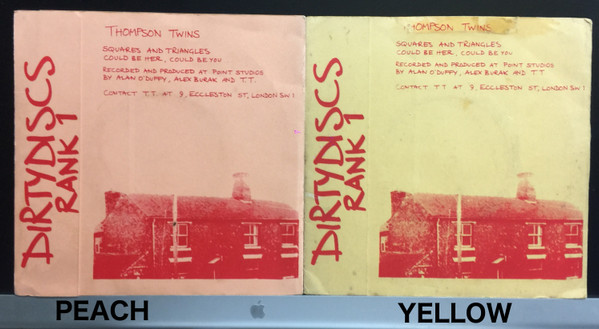 THOMPSON TWINS
SQUARES AND TRIANGLES
COULD BE HER, COULD BE YOU
RECORDED AND PRODUCED AT POINT STUDIOS
BY ALAN O'DUFFY, ALEX BURAK AND T.T
CONTACT T.T. AT 9, ECCLESTON ST, LONDON SW1
DIRTY DISCS
RANK 1
THOMPSON TWINS
SQUARES AND TRIANGLES
COULD BE HER, COULD BE YOU
RECORDED AND PRODUCED AT POINT STUDIOS
BY ALAN O'DUFFY, ALEX BURAK AND T.T
CONTACT T.T AT 9, ECCLESTON ST, LONDON SW1
DIRTY DISCS
RANK 1
PEACH
YELLOW